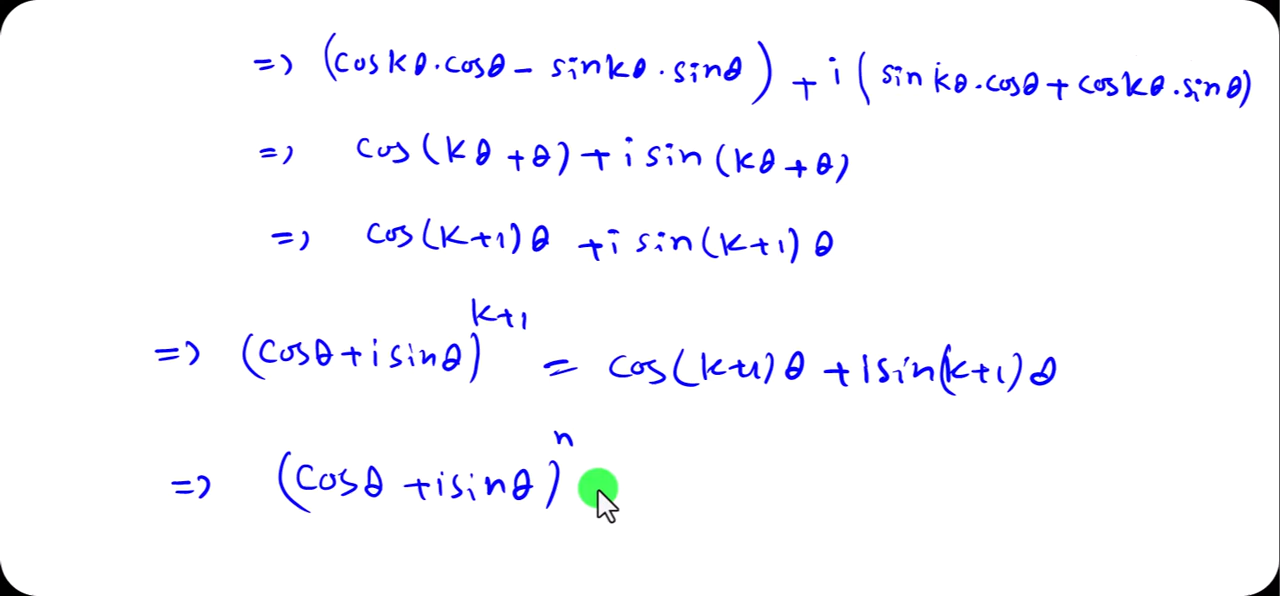 => (cos kθ.cosθ - sin kθ.sinθ) + i (sin kθ.cosθ + cos kθ.sinθ)
=> cos(kθ+θ) + i sin(kθ+θ)
=> cos(k+1)θ + i sin(k+1)θ
=> (cosθ + i sinθ)^{k+1} = cos(k+1)θ + i sin(k+1)θ
=> (cosθ + i sinθ)^n